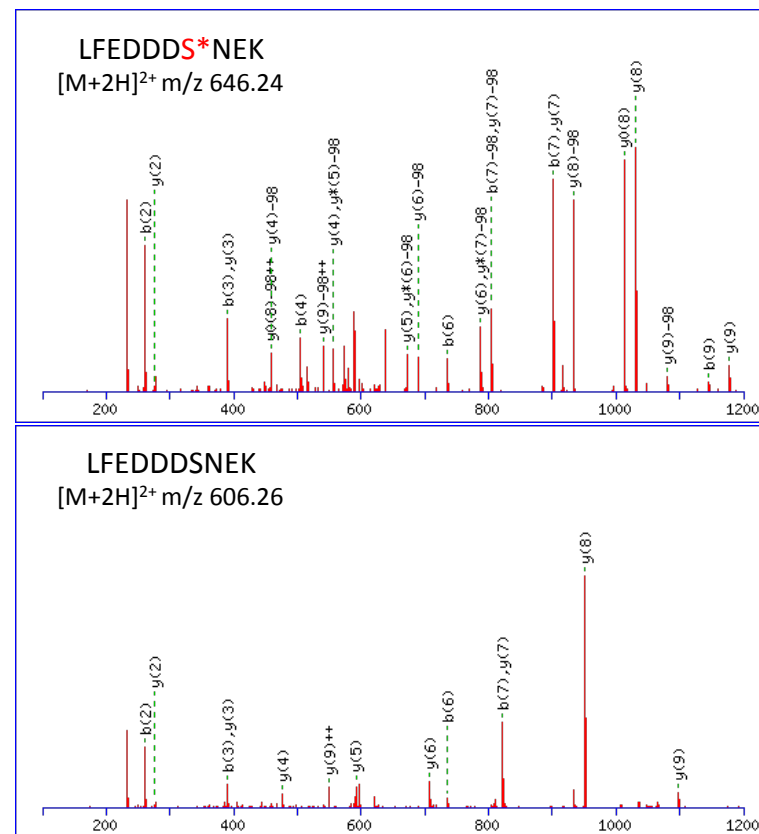 LFEDDDS*NEK
[M+2H]2+ m/z 646.24
b(2)
y(2)
b(3),y(3)
y0(8)-98++
y(4)-98
b(4)
y(9)-98++
y(4),y*(5)-98
y(5),y*(6)-98
y(6)-98
b(6)
y(6),y*(7)-98
b(7)-98,y(7)-98
b(7),y(7)
y(8)-98
y0(8)
y(8)
y(9)-98
b(9)
y(9)
200 400 600 800 1000 1200
LFEDDDSNEK
[M+2H]2+ m/z 606.26
b(2)
y(2)
b(3),y(3)
y(4)
y(9)++
y(5)
y(6)
b(6)
b(7),y(7)
y(8)
y(9)
200 400 600 800 1000 1200